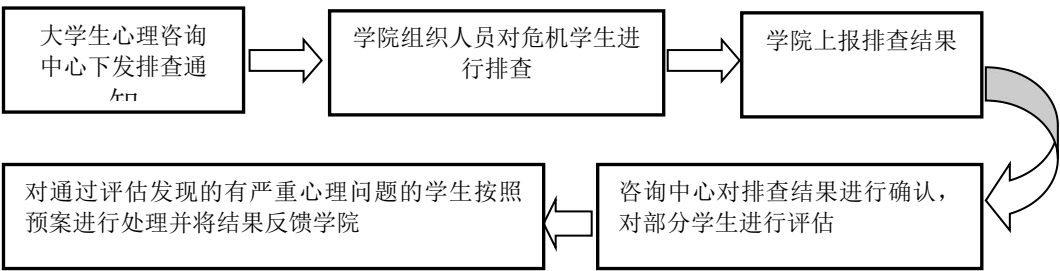 大学生心理咨询
中心下发排查通
知
学院组织人员对危机学生进
行排查
学院上报排查结果
咨询中心对排查结果进行确认，
对部分学生进行评估
对通过评估发现的有严重心理问题的学生按照
预案进行处理并将结果反馈学院